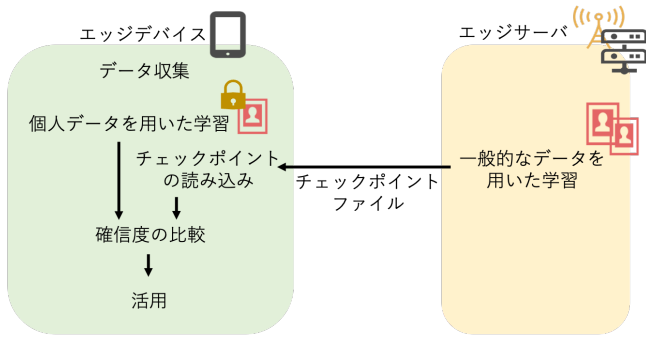 エッジデバイス
データ収集
個人データを用いた学習
チェックポイント
の読み込み
確信度の比較
活用
チェックポイント
ファイル
エッジサーバ
一般的なデータを
用いた学習